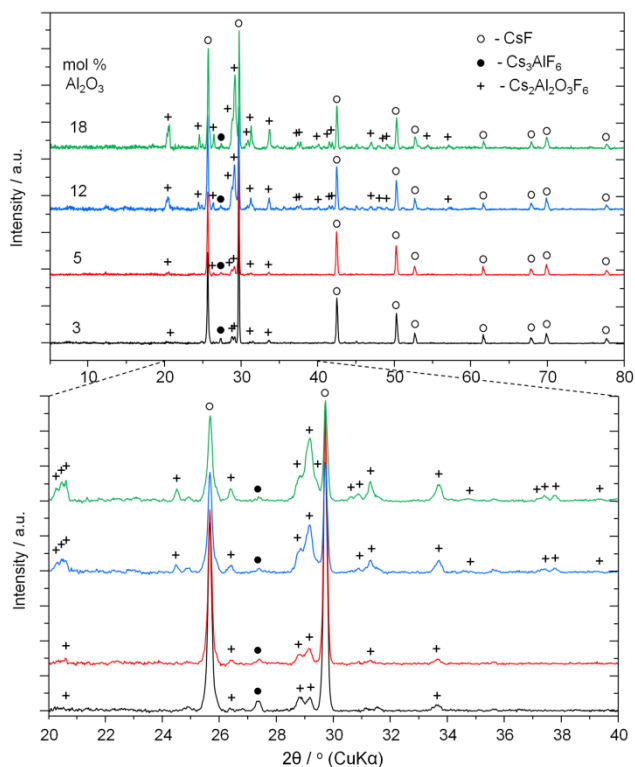 mol %
Al₂O₃
○ - CsF
● - Cs₃AlF₆
+ - Cs₂Al₂O₃F₆
18
12
5
3
Intensity / a.u.
10 20 30 40 50 60 70 80
Intensity / a.u.
20 22 24 26 28 30 32 34 36 38 40
2θ / ° (CuKα)